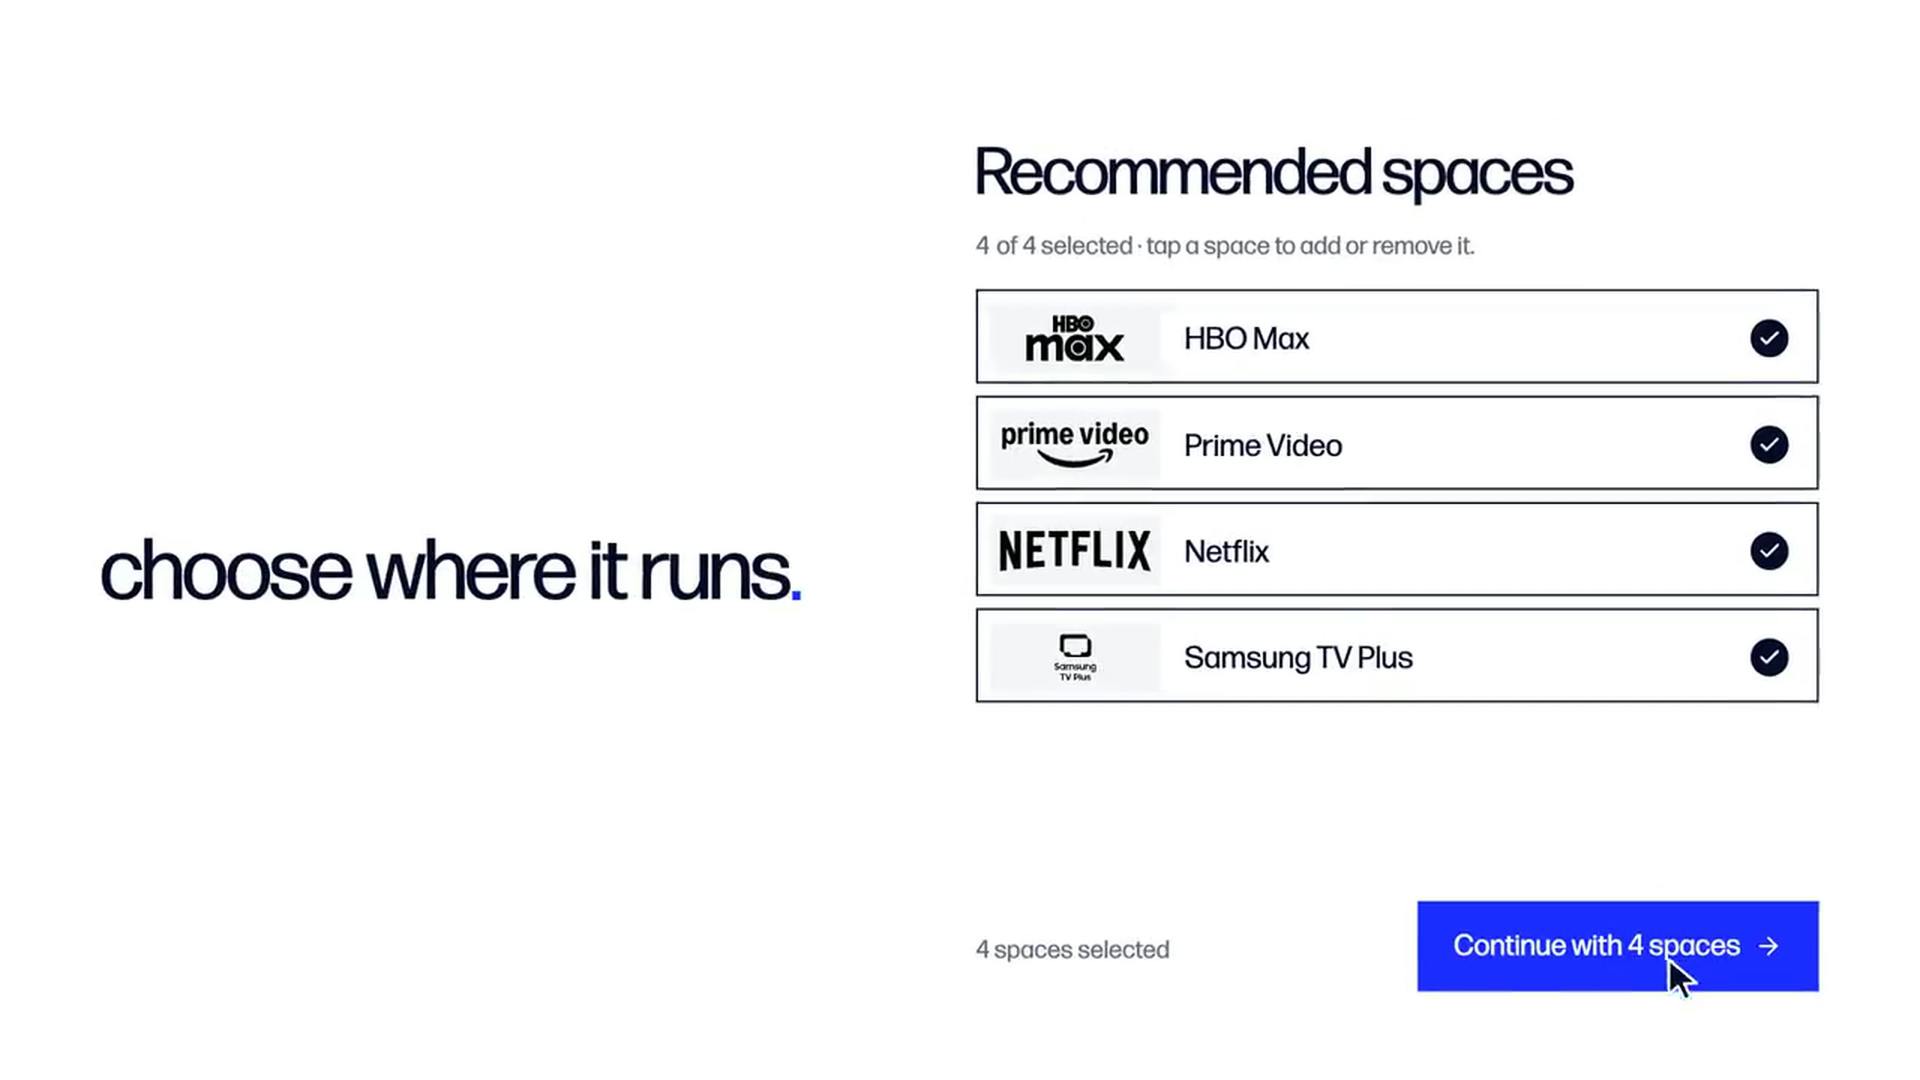 choose where it runs.
Recommended spaces
4 of 4 selected · tap a space to add or remove it.
HBO
max
HBO Max
prime video
Prime Video
NETFLIX
Netflix
Samsung
TV Plus
Samsung TV Plus
4 spaces selected
Continue with 4 spaces →